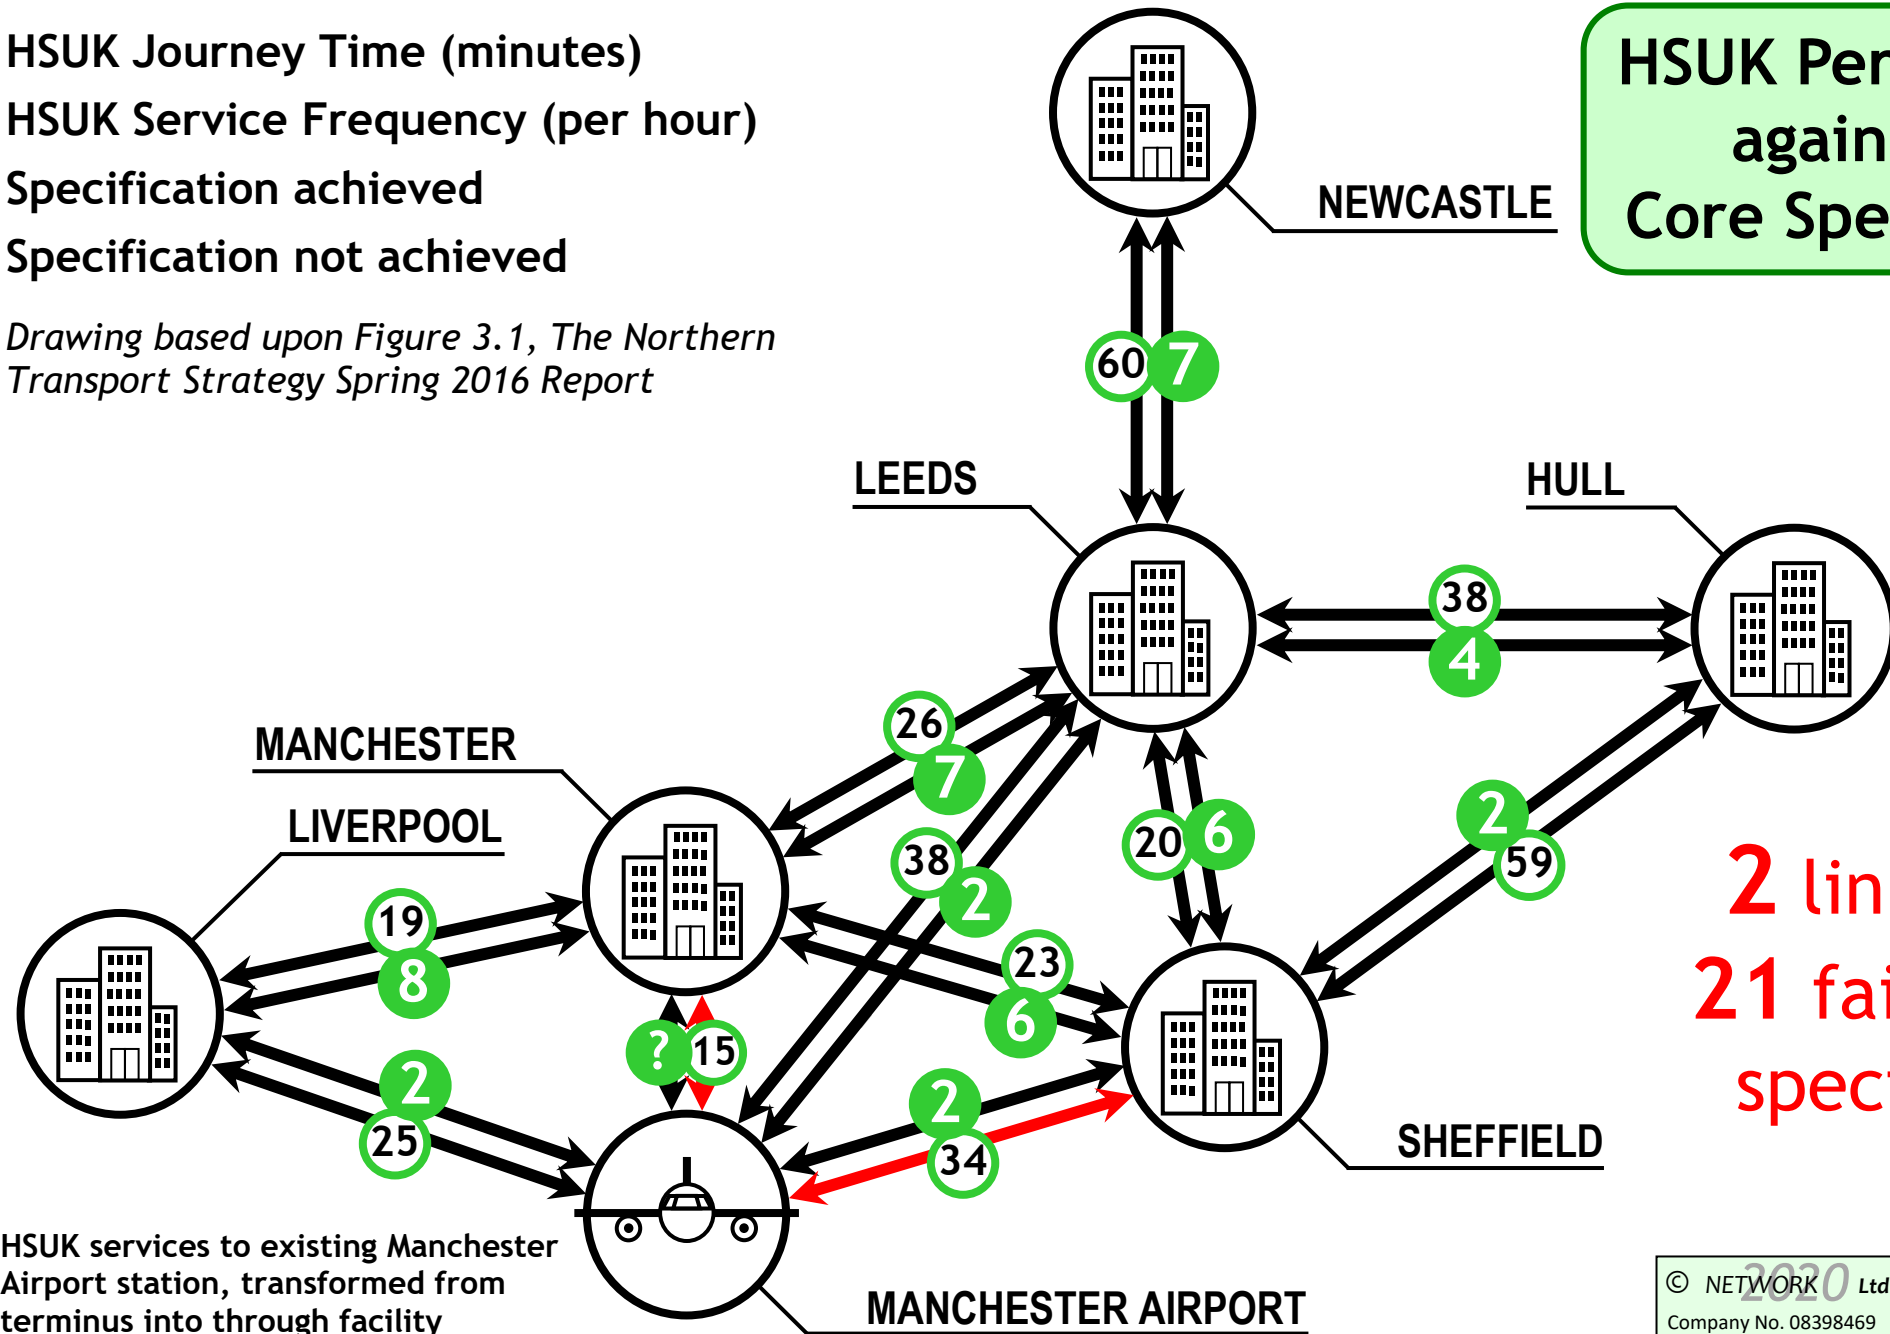 HSUK Journey Time (minutes)
HSUK Service Frequency (per hour)
Specification achieved
Specification not achieved
Drawing based upon Figure 3.1, The Northern
Transport Strategy Spring 2016 Report
HSUK Per
again
Core Spe
NEWCASTLE
60 7
LEEDS
HULL
38
4
26
7
MANCHESTER
LIVERPOOL
38
2
20 6
2
59
19
8
23
6
? 15
2
25
2
34
2 lin
21 fai
spec
SHEFFIELD
HSUK services to existing Manchester
Airport station, transformed from
terminus into through facility
MANCHESTER AIRPORT
© NETWORK 2020 Ltd
Company No. 08398469